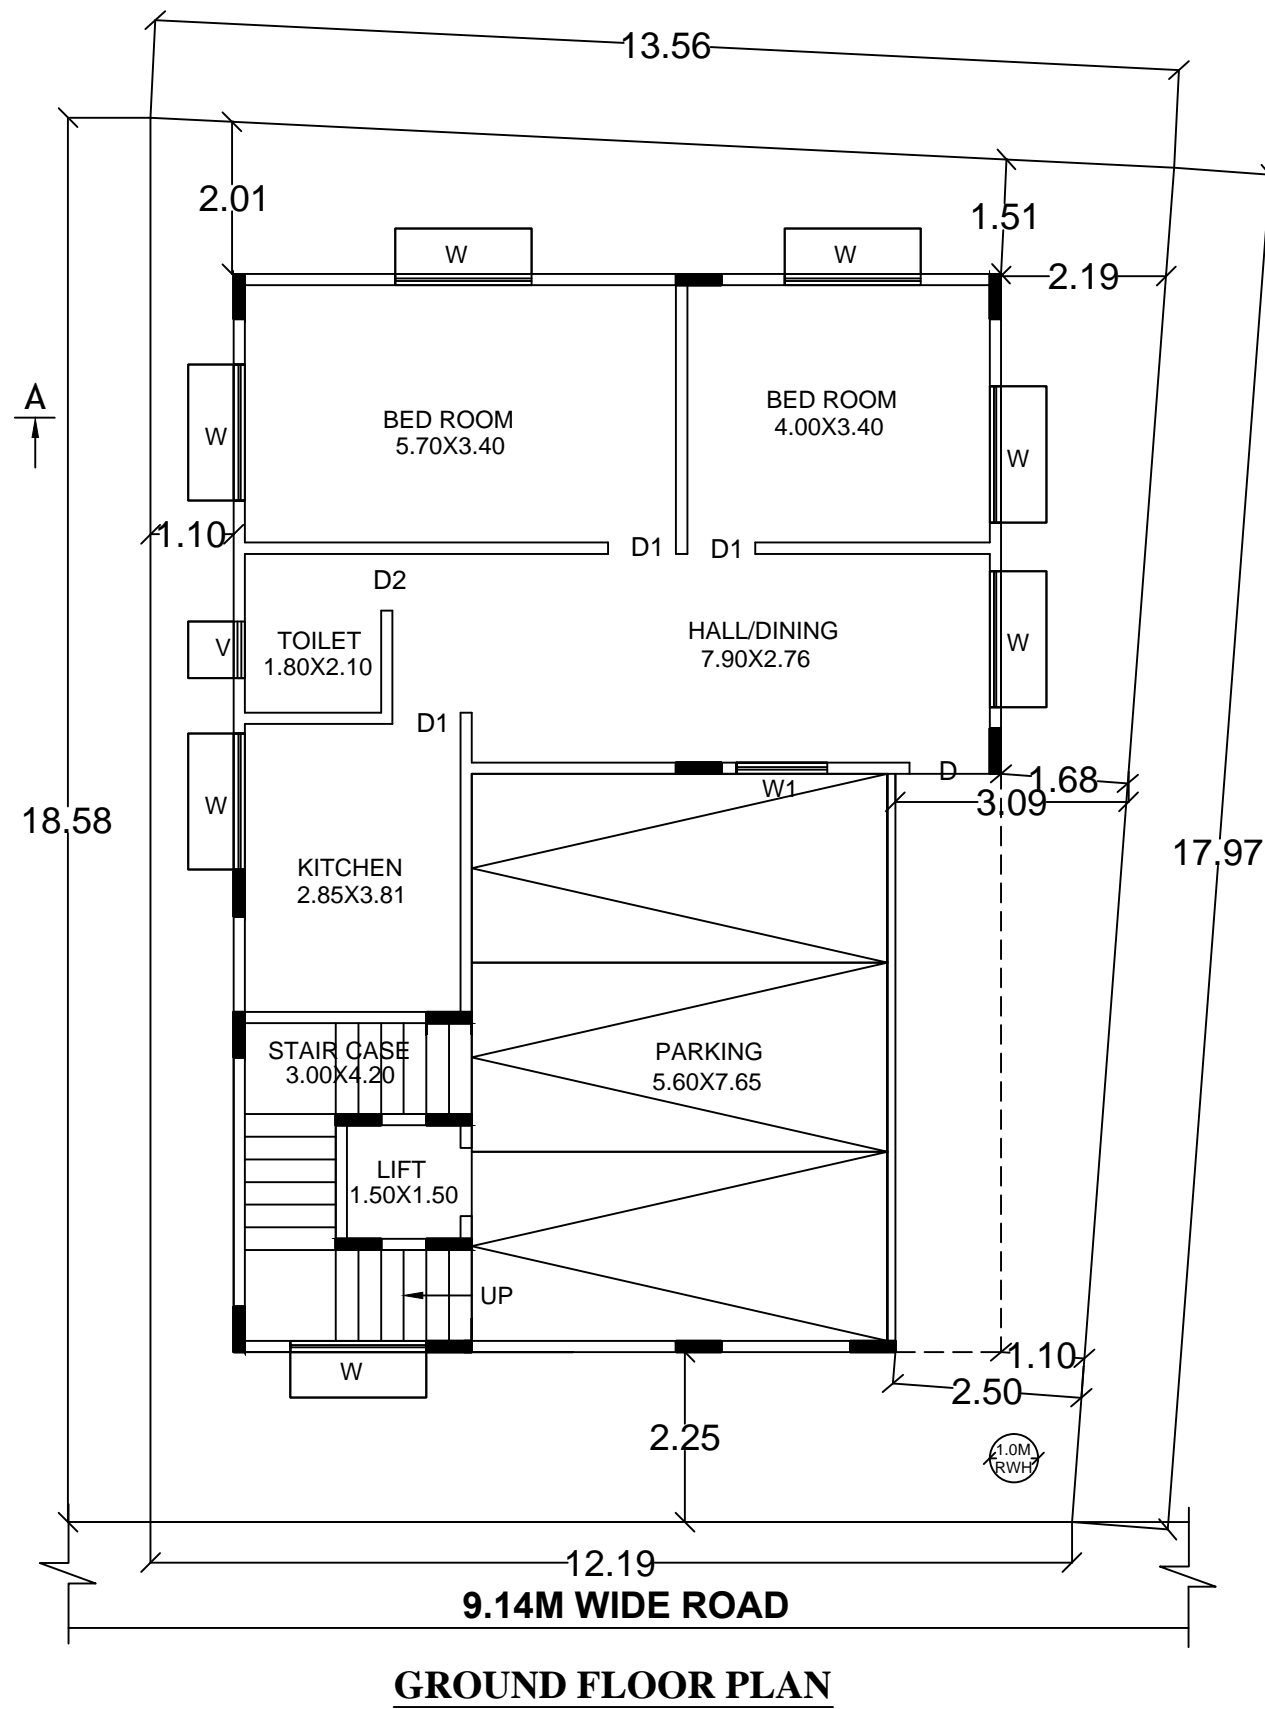 13.56
2.01
1.51
W
W
2.19
A
BED ROOM
5.70X3.40
BED ROOM
4.00X3.40
W
W
1.10
D1
D1
D2
V
TOILET
1.80X2.10
HALL/DINING
7.90X2.76
W
D1
D
W1
1.68
3.09
W
18.58
17.97
KITCHEN
2.85X3.81
STAIR CASE
3.00X4.20
PARKING
5.60X7.65
LIFT
1.50X1.50
UP
W
1.10
2.50
2.25
1.0M
RWH
12.19
9.14M WIDE ROAD
GROUND FLOOR PLAN